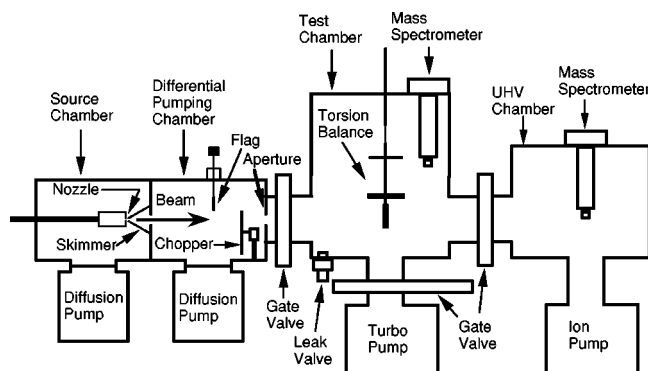 Test
Chamber
Mass
Spectrometer
Source
Chamber
Differential
Pumping
Chamber
Flag
Aperture
Torsion
Balance
UHV
Chamber
Mass
Spectrometer
Nozzle
Beam
Skimmer
Chopper
Diffusion
Pump
Diffusion
Pump
Gate
Valve
Leak
Valve
Turbo
Pump
Gate
Valve
Ion
Pump